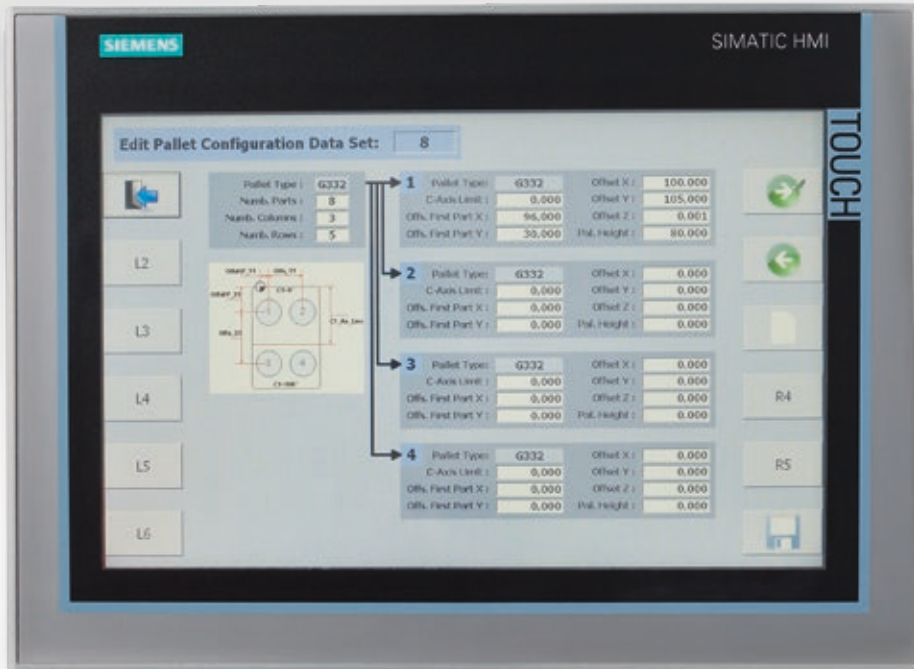 SIEMENS
SIMATIC HMI
TOUCH
Edit Pallet Configuration Data Set: 8
Pallet Type : G332
Numb. Parts : 8
Numb. Columns : 3
Numb. Rows : 5
1 Pallet Type: G332 Offset X : 100.000
C-Axis Limit : 0.000 Offset Y : 105.000
Offs. First Part X : 96.000 Offset Z : 0.001
Offs. First Part Y : 30.000 Pal. Height : 80.000
2 Pallet Type: G332 Offset X : 0.000
C-Axis Limit : 0.000 Offset Y : 0.000
Offs. First Part X : 0.000 Offset Z : 0.000
Offs. First Part Y : 0.000 Pal. Height : 0.000
3 Pallet Type: G332 Offset X : 0.000
C-Axis Limit : 0.000 Offset Y : 0.000
Offs. First Part X : 0.000 Offset Z : 0.000
Offs. First Part Y : 0.000 Pal. Height : 0.000
4 Pallet Type: G332 Offset X : 0.000
C-Axis Limit : 0.000 Offset Y : 0.000
Offs. First Part X : 0.000 Offset Z : 0.000
Offs. First Part Y : 0.000 Pal. Height : 0.000
1 2
3 4
L2
L3
L4
L5
L6
R4
R5